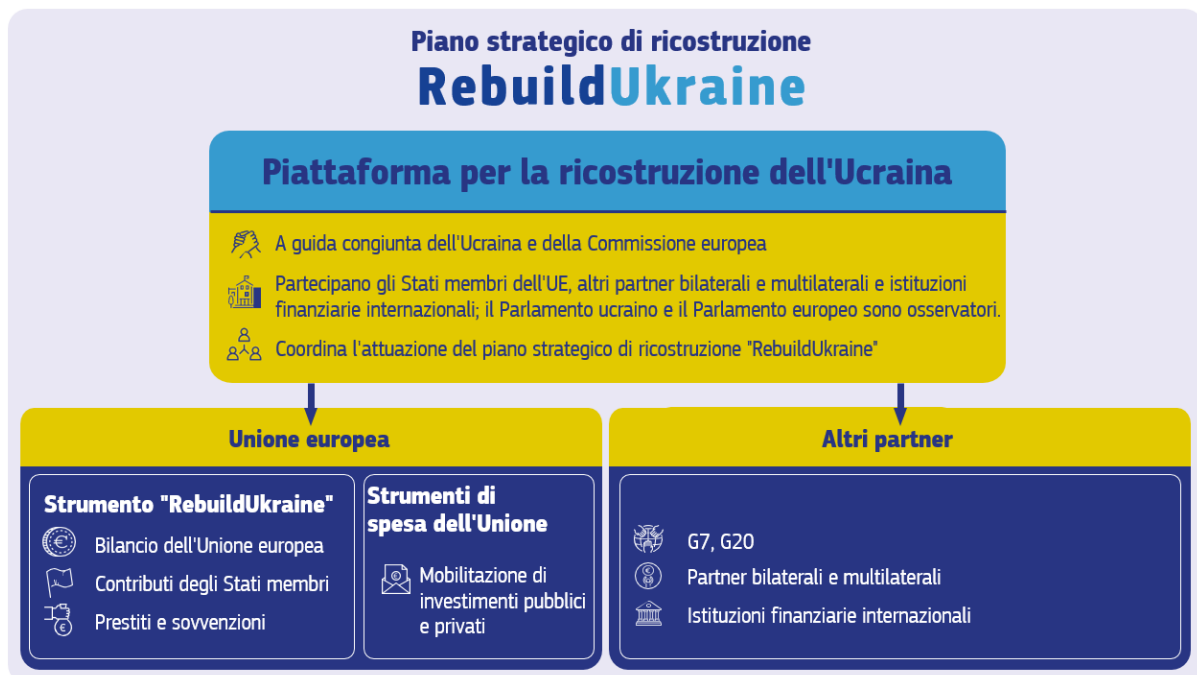 Piano strategico di ricostruzione
RebuildUkraine
Piattaforma per la ricostruzione dell'Ucraina
A guida congiunta dell'Ucraina e della Commissione europea
Partecipano gli Stati membri dell'UE, altri partner bilaterali e multilaterali e istituzioni
finanziarie internazionali; il Parlamento ucraino e il Parlamento europeo sono osservatori.
Coordina l'attuazione del piano strategico di ricostruzione "RebuildUkraine"
Unione europea
Strumento "RebuildUkraine"
Bilancio dell'Unione europea
Contributi degli Stati membri
Prestiti e sovvenzioni
Strumenti di
spesa dell'Unione
Mobilitazione di
investimenti pubblici
e privati
Altri partner
G7, G20
Partner bilaterali e multilaterali
Istituzioni finanziarie internazionali